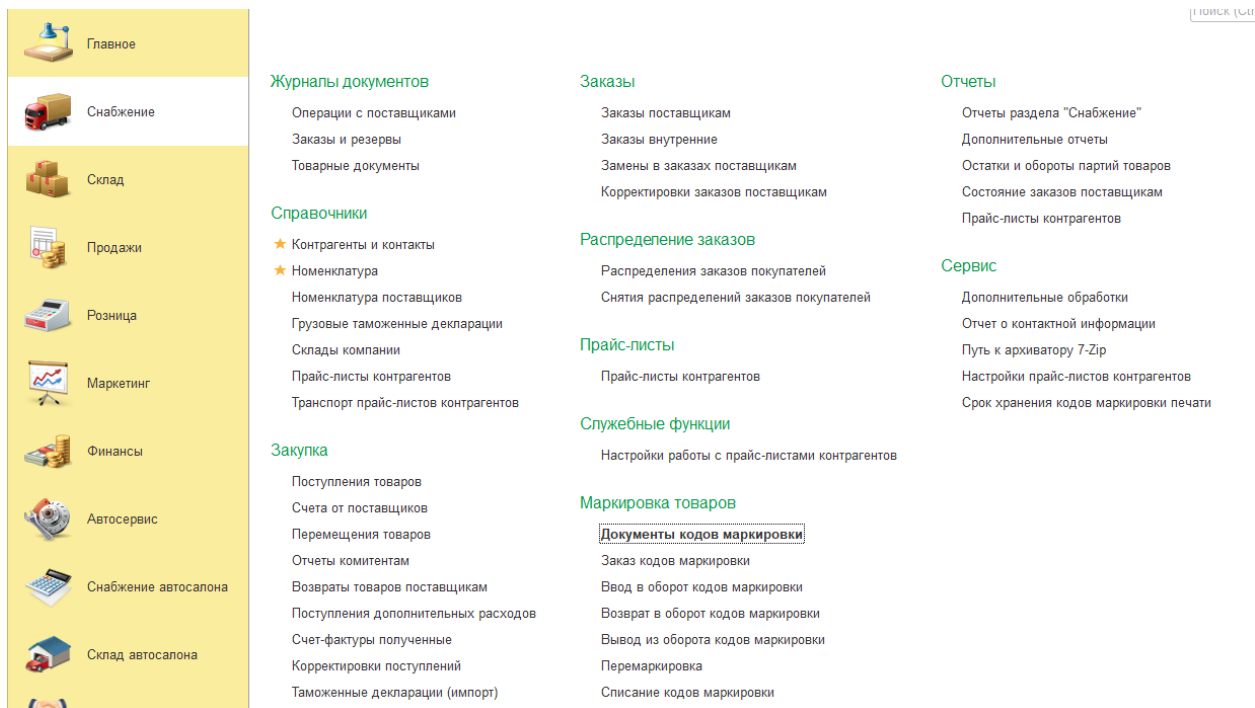 Поиск (Ctr
Главное
Снабжение
Склад
Продажи
Розница
Маркетинг
Финансы
Автосервис
Снабжение автосалона
Склад автосалона
Журналы документов
Операции с поставщиками
Заказы и резервы
Товарные документы
Справочники
Контрагенты и контакты
Номенклатура
Номенклатура поставщиков
Грузовые таможенные декларации
Склады компании
Прайс-листы контрагентов
Транспорт прайс-листов контрагентов
Закупка
Поступления товаров
Счета от поставщиков
Перемещения товаров
Отчеты комитентам
Возвраты товаров поставщикам
Поступления дополнительных расходов
Счет-фактуры полученные
Корректировки поступлений
Таможенные декларации (импорт)
Заказы
Заказы поставщикам
Заказы внутренние
Замены в заказах поставщикам
Корректировки заказов поставщикам
Распределение заказов
Распределения заказов покупателей
Снятия распределений заказов покупателей
Прайс-листы
Прайс-листы контрагентов
Служебные функции
Настройки работы с прайс-листами контрагентов
Маркировка товаров
Документы кодов маркировки
Заказ кодов маркировки
Ввод в оборот кодов маркировки
Возврат в оборот кодов маркировки
Вывод из оборота кодов маркировки
Перемаркировка
Списание кодов маркировки
Отчеты
Отчеты раздела "Снабжение"
Дополнительные отчеты
Остатки и обороты партий товаров
Состояние заказов поставщикам
Прайс-листы контрагентов
Сервис
Дополнительные обработки
Отчет о контактной информации
Путь к архиватору 7-Zip
Настройки прайс-листов контрагентов
Срок хранения кодов маркировки печати